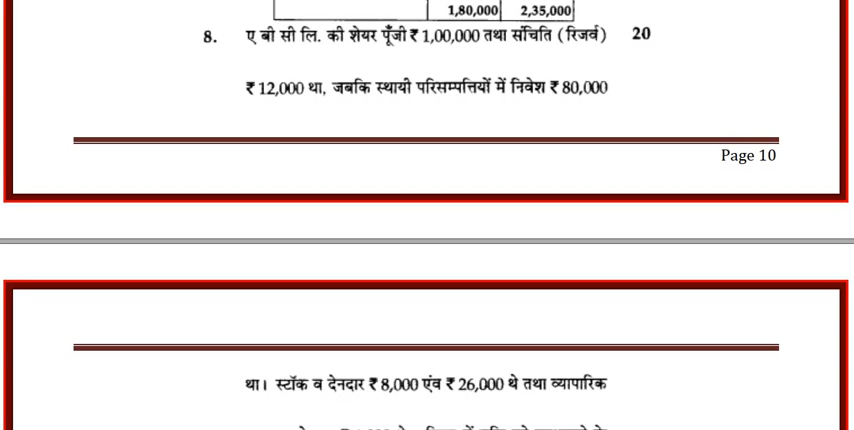 1,80,000 2,35,000
8. ए बी सी लि. की शेयर पूँजी ₹ 1,00,000 तथा संचिति ( रिजर्व ) 20
₹ 12,000 था, जबकि स्थायी परिसम्पत्तियों में निवेश ₹ 80,000
Page 10
था। स्टॉक व देनदार ₹ 8,000 एंव ₹ 26,000 थे तथा व्यापारिक